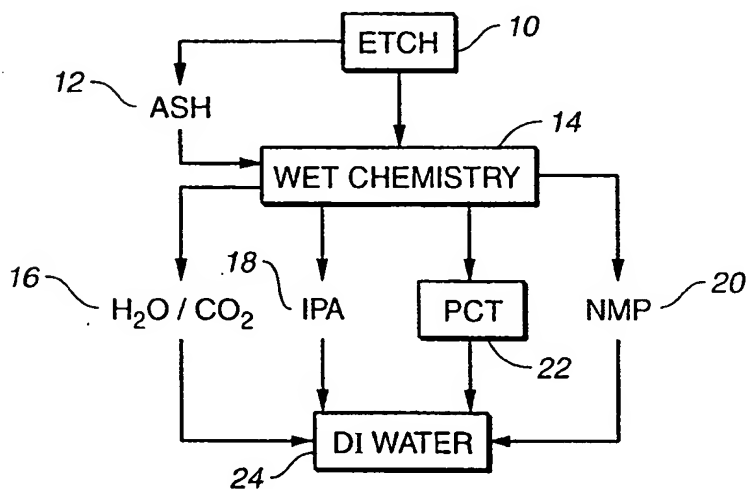 ETCH
10
12
ASH
14
WET CHEMISTRY
16
H₂O / CO₂
18
IPA
PCT
22
NMP
20
DI WATER
24